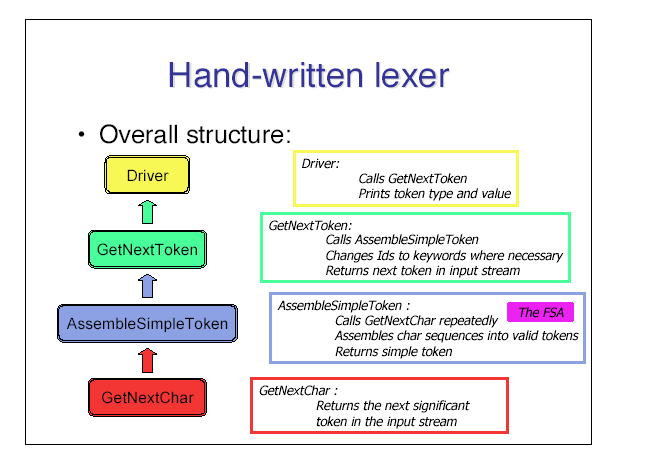 Hand-written lexer
• Overall structure:
Driver
GetNextToken
AssembleSimpleToken
GetNextChar
Driver:
Calls GetNextToken
Prints token type and value
GetNextToken:
Calls AssembleSimpleToken
Changes Ids to keywords where necessary
Returns next token in input stream
AssembleSimpleToken :
Calls GetNextChar repeatedly
The FSA
Assembles char sequences into valid tokens
Returns simple token
GetNextChar :
Returns the next significant
token in the input stream